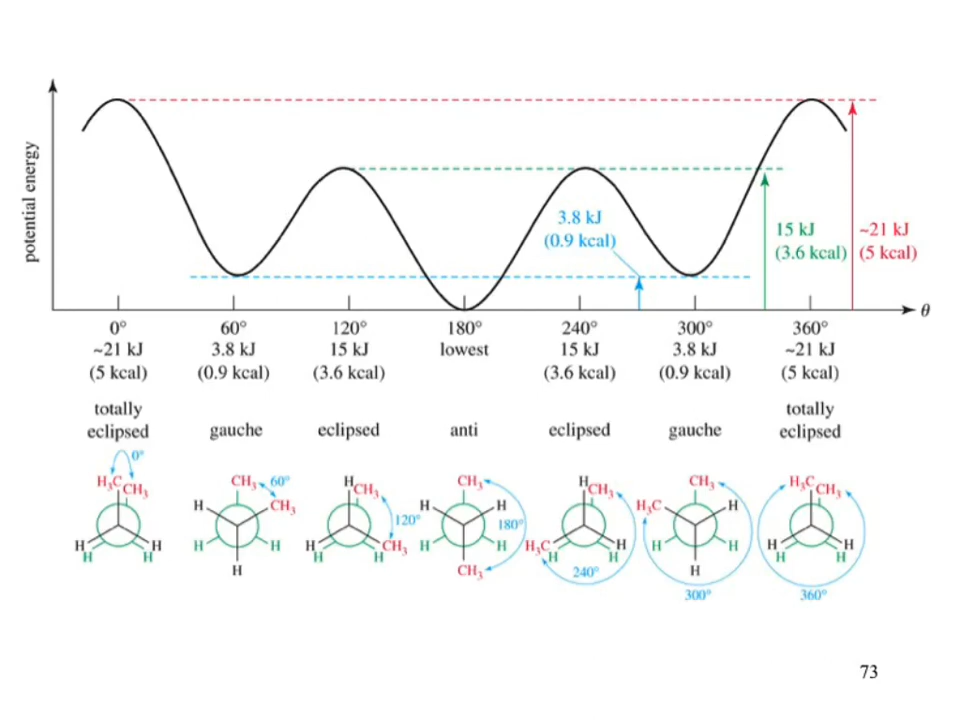 potential energy
3.8 kJ
(0.9 kcal)
15 kJ
(3.6 kcal)
~21 kJ
(5 kcal)
θ
0° 60° 120° 180° 240° 300° 360°
~21 kJ 3.8 kJ 15 kJ lowest 15 kJ 3.8 kJ ~21 kJ
(5 kcal) (0.9 kcal) (3.6 kcal) (3.6 kcal) (0.9 kcal) (5 kcal)
totally eclipsed gauche eclipsed anti eclipsed gauche totally eclipsed
0°
H₃C CH₃
H H
H H
CH₃ 60°
H CH₃
H H
H
H CH₃
120°
H CH₃
H H
CH₃
H H
180°
H H
CH₃
H CH₃
H₃C H
H H
240°
CH₃
H₃C H
H H
H
300°
H₃C CH₃
H H
H H
360°
73